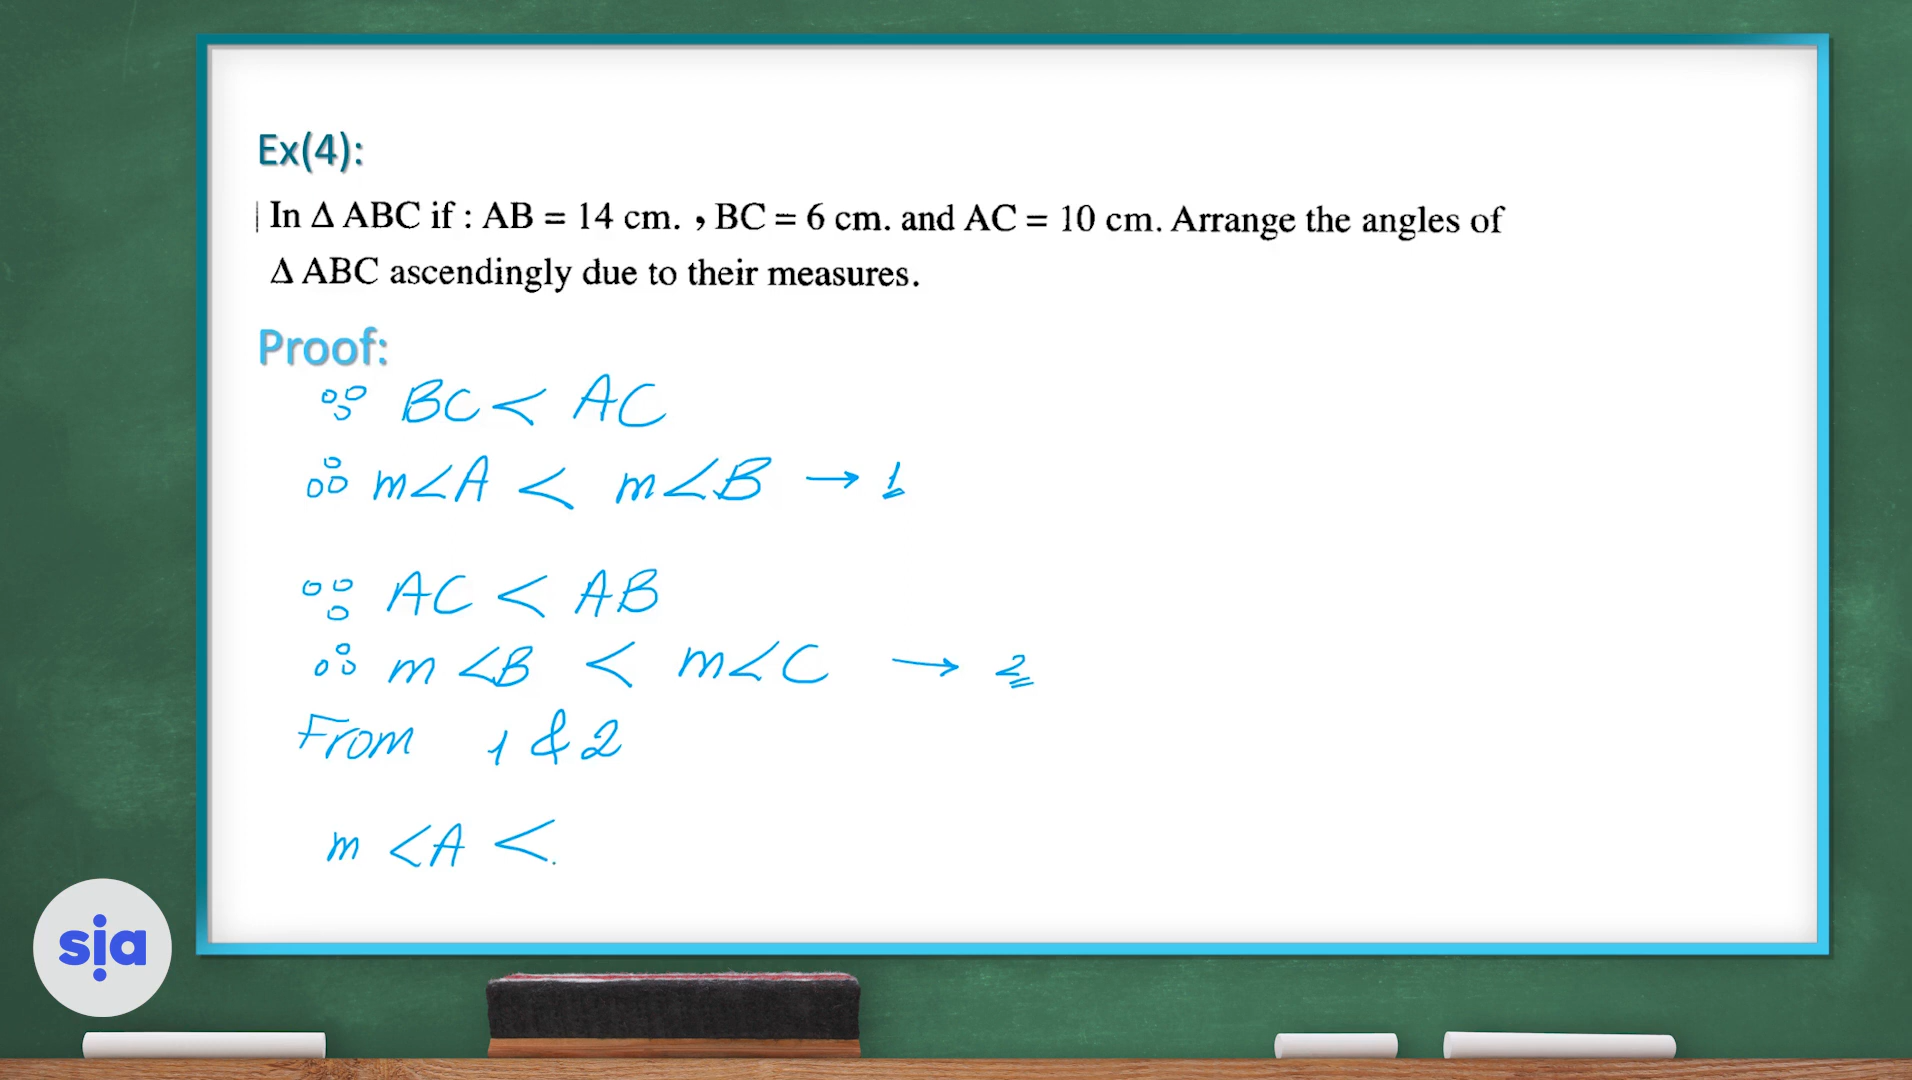 Ex(4):
In Δ ABC if : AB = 14 cm. , BC = 6 cm. and AC = 10 cm. Arrange the angles of
Δ ABC ascendingly due to their measures.
Proof:
∵ BC < AC
∴ m∠A < m∠B → 1
∵ AC < AB
∴ m∠B < m∠C → 2
From 1 & 2
m∠A <
sia